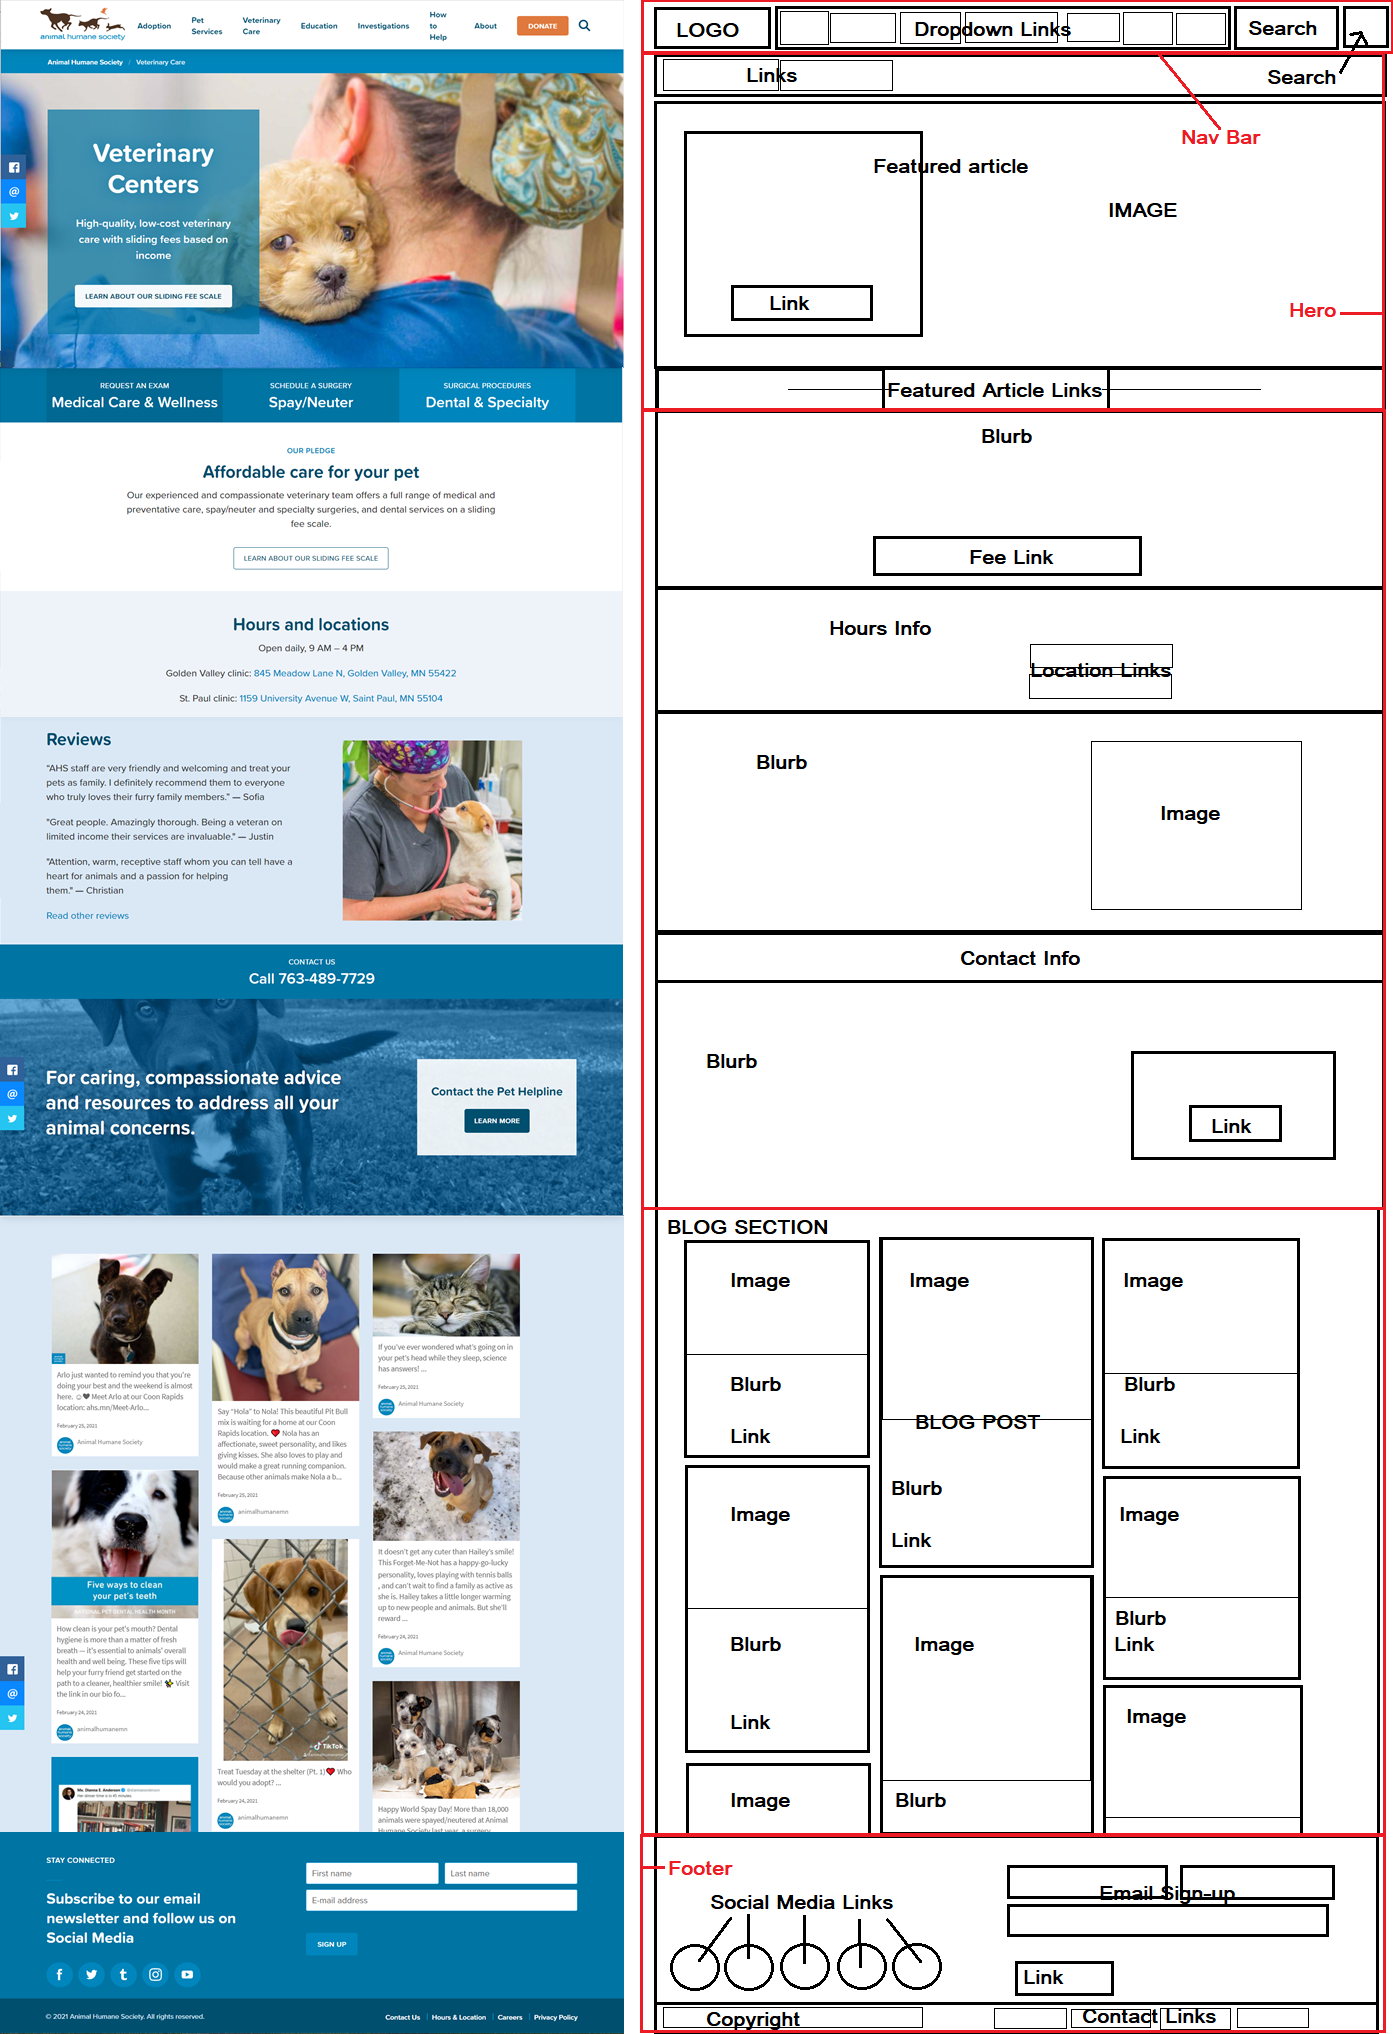 animal humane society
Adoption
Pet
Services
Veterinary
Care
Education
Investigations
How
to
Help
About
DONATE
Animal Humane Society / Veterinary Care
Veterinary
Centers
High-quality, low-cost veterinary
care with sliding fees based on
income
LEARN ABOUT OUR SLIDING FEE SCALE
REQUEST AN EXAM
Medical Care & Wellness
SCHEDULE A SURGERY
Spay/Neuter
SURGICAL PROCEDURES
Dental & Specialty
OUR PLEDGE
Affordable care for your pet
Our experienced and compassionate veterinary team offers a full range of medical and
preventative care, spay/neuter and specialty surgeries, and dental services on a sliding
fee scale.
LEARN ABOUT OUR SLIDING FEE SCALE
Hours and locations
Open daily, 9 AM – 4 PM
Golden Valley clinic: 845 Meadow Lane N, Golden Valley, MN 55422
St. Paul clinic: 1159 University Avenue W, Saint Paul, MN 55104
Reviews
“AHS staff are very friendly and welcoming and treat your
pets as family. I definitely recommend them to everyone
who truly loves their furry family members.” — Sofia
"Great people. Amazingly thorough. Being a veteran on
limited income their services are invaluable." — Justin
"Attention, warm, receptive staff whom you can tell have a
heart for animals and a passion for helping
them." — Christian
Read other reviews
CONTACT US
Call 763-489-7729
For caring, compassionate advice
and resources to address all your
animal concerns.
Contact the Pet Helpline
LEARN MORE
Arlo just wanted to remind you that you're
doing your best and the weekend is almost
here. ☺🖤 Meet Arlo at our Coon Rapids
location: ahs.mn/Meet-Arlo...
February 25, 2021
Animal Humane Society
Five ways to clean
your pet's teeth
NATIONAL PET DENTAL HEALTH MONTH
How clean is your pet's mouth? Dental
hygiene is more than a matter of fresh
breath — it's essential to animals' overall
health and well being. These five tips will
help your furry friend get started on the
path to a cleaner, healthier smile! Visit
the link in our bio fo...
February 24, 2021
animalhumanemn
Ms. Dianna E. Anderson
Say "Hola" to Nola! This beautiful Pit Bull
mix is waiting for a home at our Coon
Rapids location. ❤ Nola has an
affectionate, sweet personality, and likes
giving kisses. She also loves to play and
would make a great running companion.
Because other animals make Nola a b...
February 25, 2021
animalhumanemn
TikTok
Treat Tuesday at the shelter (Pt. 1)❤ Who
would you adopt? ...
February 24, 2021
animalhumanemn
If you've ever wondered what's going on in
your pet's head while they sleep, science
has answers! ...
February 25, 2021
Animal Humane Society
It doesn't get any cuter than Hailey's smile!
This Forget-Me-Not has a happy-go-lucky
personality, loves playing with tennis balls
, and can't wait to find a family as active as
she is. Hailey takes a little longer warming
up to new people and animals. But she'll
reward ...
February 24, 2021
Animal Humane Society
Happy World Spay Day! More than 18,000
animals were spayed/neutered at Animal
Humane Society last year, a surgery
STAY CONNECTED
Subscribe to our email
newsletter and follow us on
Social Media
First name
Last name
E-mail address
SIGN UP
© 2021 Animal Humane Society. All rights reserved.
Contact Us | Hours & Location | Careers | Privacy Policy
LOGO
Dropdown Links
Search
Links
Search
Nav Bar
Featured article
IMAGE
Link
Hero
Featured Article Links
Blurb
Fee Link
Hours Info
Location Links
Blurb
Image
Contact Info
Blurb
Link
BLOG SECTION
Image
Blurb
Link
Image
Blurb
Link
Image
Image
BLOG POST
Blurb
Link
Image
Blurb
Image
Blurb
Link
Image
Blurb
Link
Image
Footer
Social Media Links
Email Sign-up
Link
Copyright
Contact Links